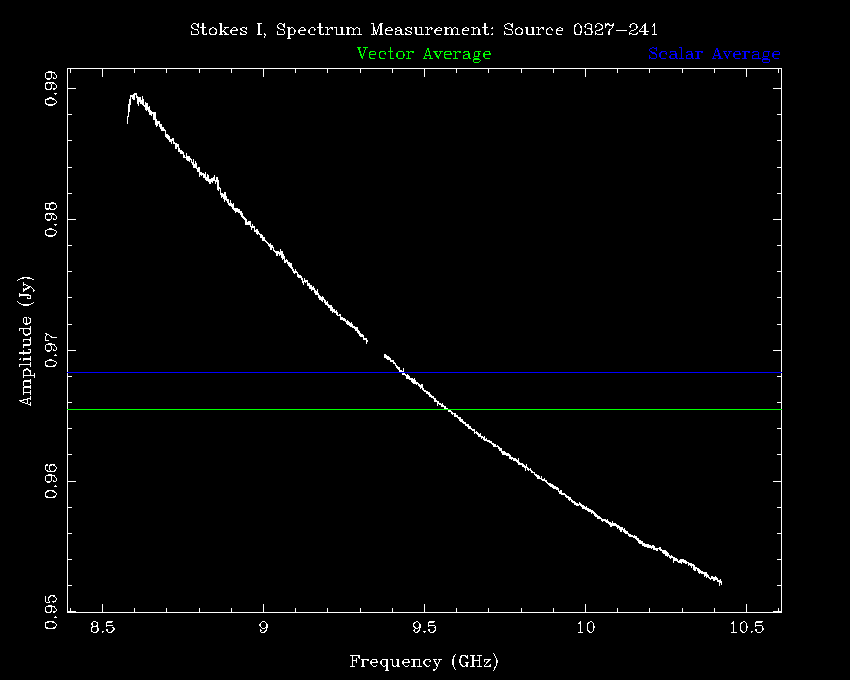 Stokes I, Spectrum Measurement: Source 0327-241
Vector Average Scalar Average
0.99
0.98
0.97
0.96
0.95
Amplitude (Jy)
8.5 9 9.5 10 10.5
Frequency (GHz)